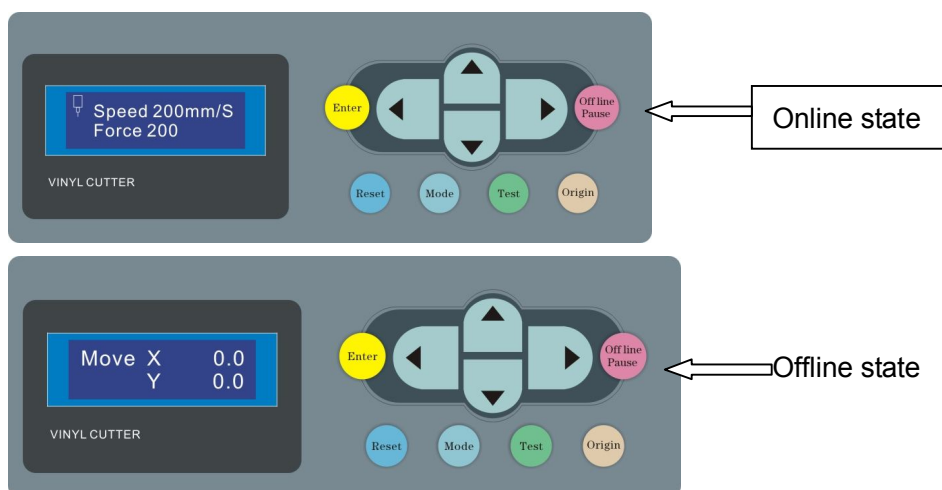 Speed 200mm/S
Force 200
VINYL CUTTER
Enter
Off line
Pause
Reset
Mode
Test
Origin
Online state
Move X 0.0
Y 0.0
VINYL CUTTER
Enter
Off line
Pause
Reset
Mode
Test
Origin
Offline state